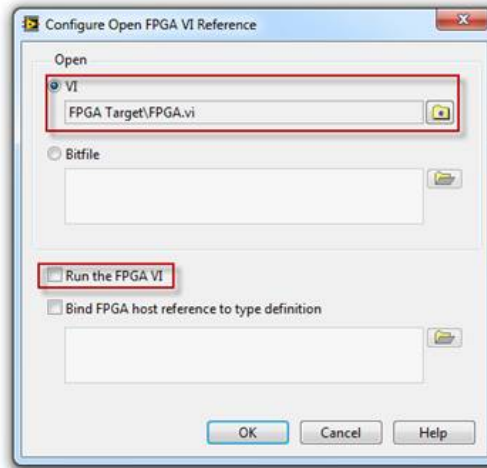 Configure Open FPGA VI Reference
Open
VI
FPGA Target\FPGA.vi
Bitfile
Run the FPGA VI
Bind FPGA host reference to type definition
OK Cancel Help